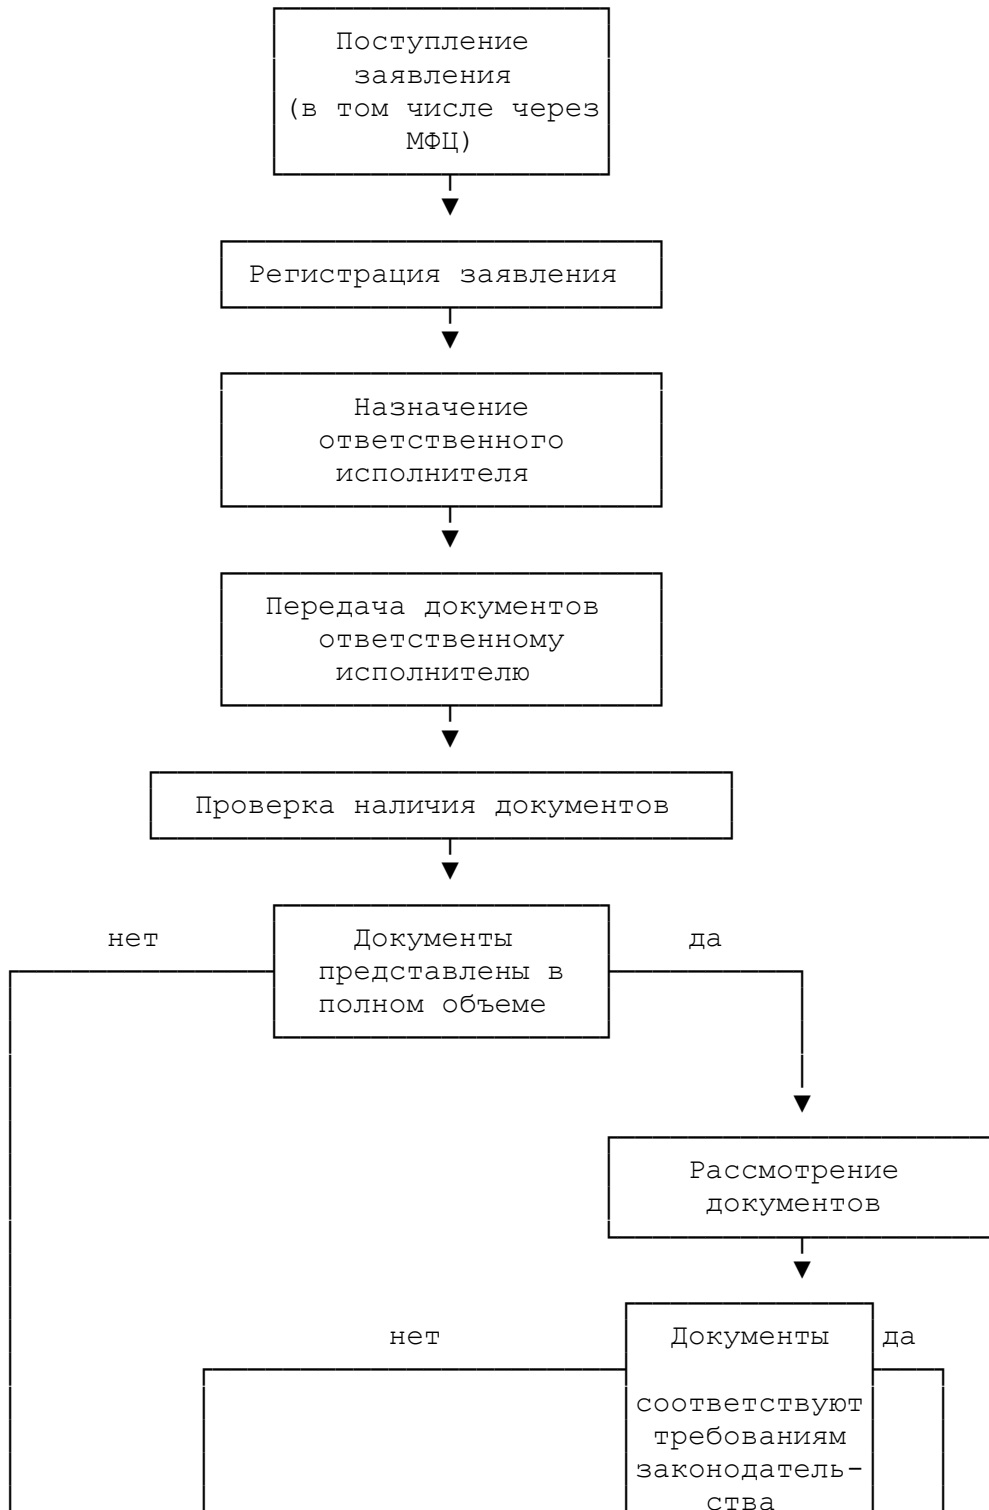 Поступление
заявления
(в том числе через
МФЦ)
Регистрация заявления
Назначение
ответственного
исполнителя
Передача документов
ответственному
исполнителю
Проверка наличия документов
нет
Документы
представлены в
полном объеме
да
Рассмотрение
документов
нет
Документы
да
соответствуют
требованиям
законодатель-
ства